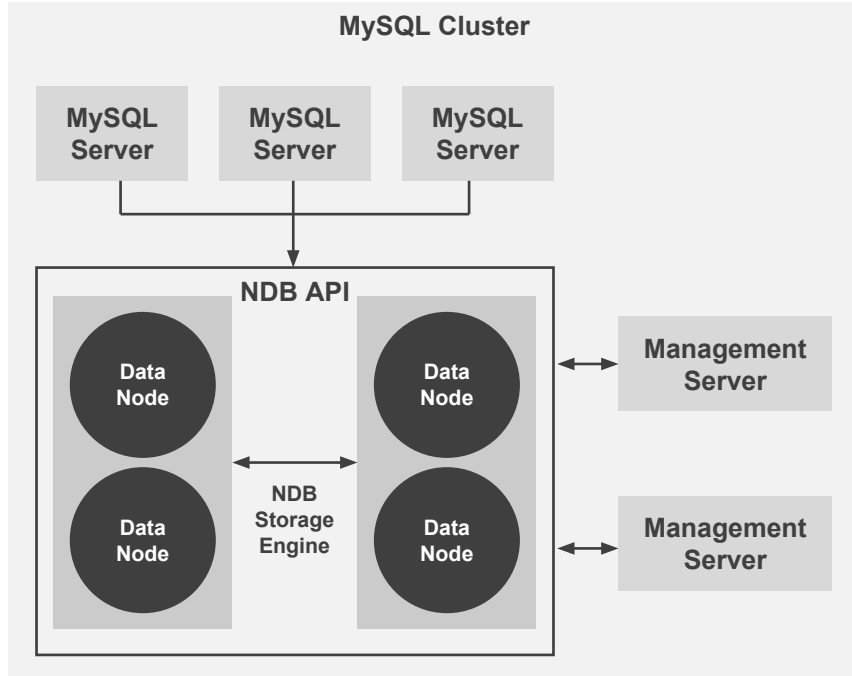 MySQL Cluster
MySQL
Server
MySQL
Server
MySQL
Server
NDB API
Data
Node
Data
Node
Data
Node
Data
Node
NDB
Storage
Engine
Management
Server
Management
Server